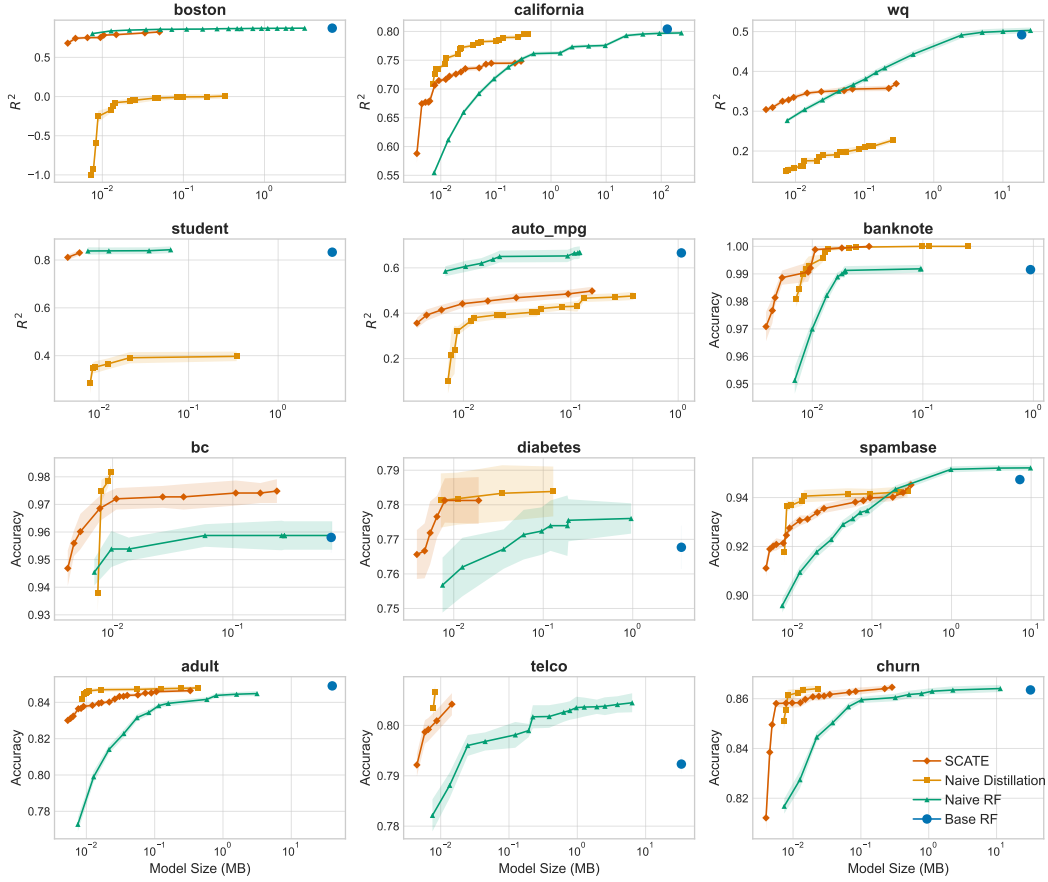 boston
R²
0.5
0.0
−0.5
−1.0
10⁻² 10⁻¹ 10⁰
california
R²
0.80
0.75
0.70
0.65
0.60
0.55
10⁻² 10⁻¹ 10⁰ 10¹ 10²
wq
R²
0.5
0.4
0.3
0.2
10⁻² 10⁻¹ 10⁰ 10¹
student
R²
0.8
0.6
0.4
10⁻² 10⁻¹ 10⁰
auto_mpg
R²
0.6
0.4
0.2
10⁻² 10⁻¹ 10⁰
banknote
Accuracy
1.00
0.99
0.98
0.97
0.96
0.95
10⁻² 10⁻¹ 10⁰
bc
Accuracy
0.98
0.97
0.96
0.95
0.94
0.93
10⁻² 10⁻¹
diabetes
Accuracy
0.79
0.78
0.77
0.76
0.75
10⁻² 10⁻¹ 10⁰
spambase
Accuracy
0.94
0.92
0.90
10⁻² 10⁻¹ 10⁰ 10¹
adult
Accuracy
0.84
0.82
0.80
0.78
10⁻² 10⁻¹ 10⁰ 10¹
Model Size (MB)
telco
Accuracy
0.80
0.79
0.78
10⁻² 10⁻¹ 10⁰ 10¹
Model Size (MB)
churn
Accuracy
0.86
0.84
0.82
10⁻² 10⁻¹ 10⁰ 10¹
Model Size (MB)
SCATE
Naive Distillation
Naive RF
Base RF